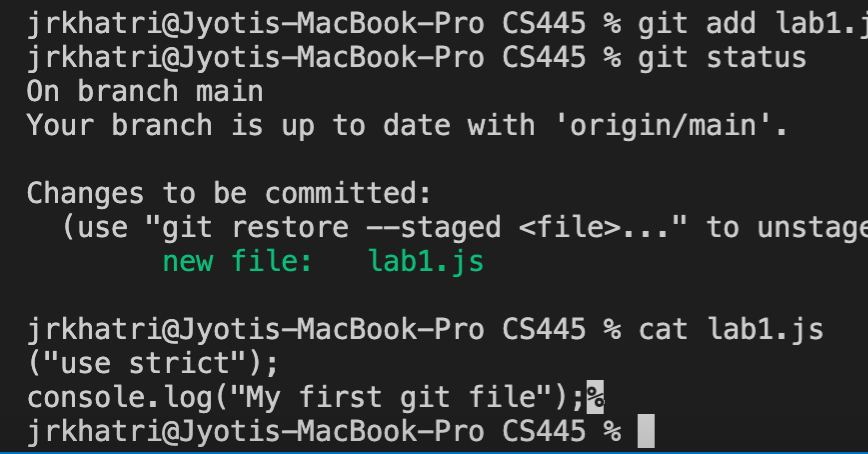 jrkhatri@Jyotis-MacBook-Pro CS445 % git add lab1.j
jrkhatri@Jyotis-MacBook-Pro CS445 % git status
On branch main
Your branch is up to date with 'origin/main'.
Changes to be committed:
(use "git restore --staged <file>..." to unstage
new file: lab1.js
jrkhatri@Jyotis-MacBook-Pro CS445 % cat lab1.js
("use strict");
console.log("My first git file");%
jrkhatri@Jyotis-MacBook-Pro CS445 %